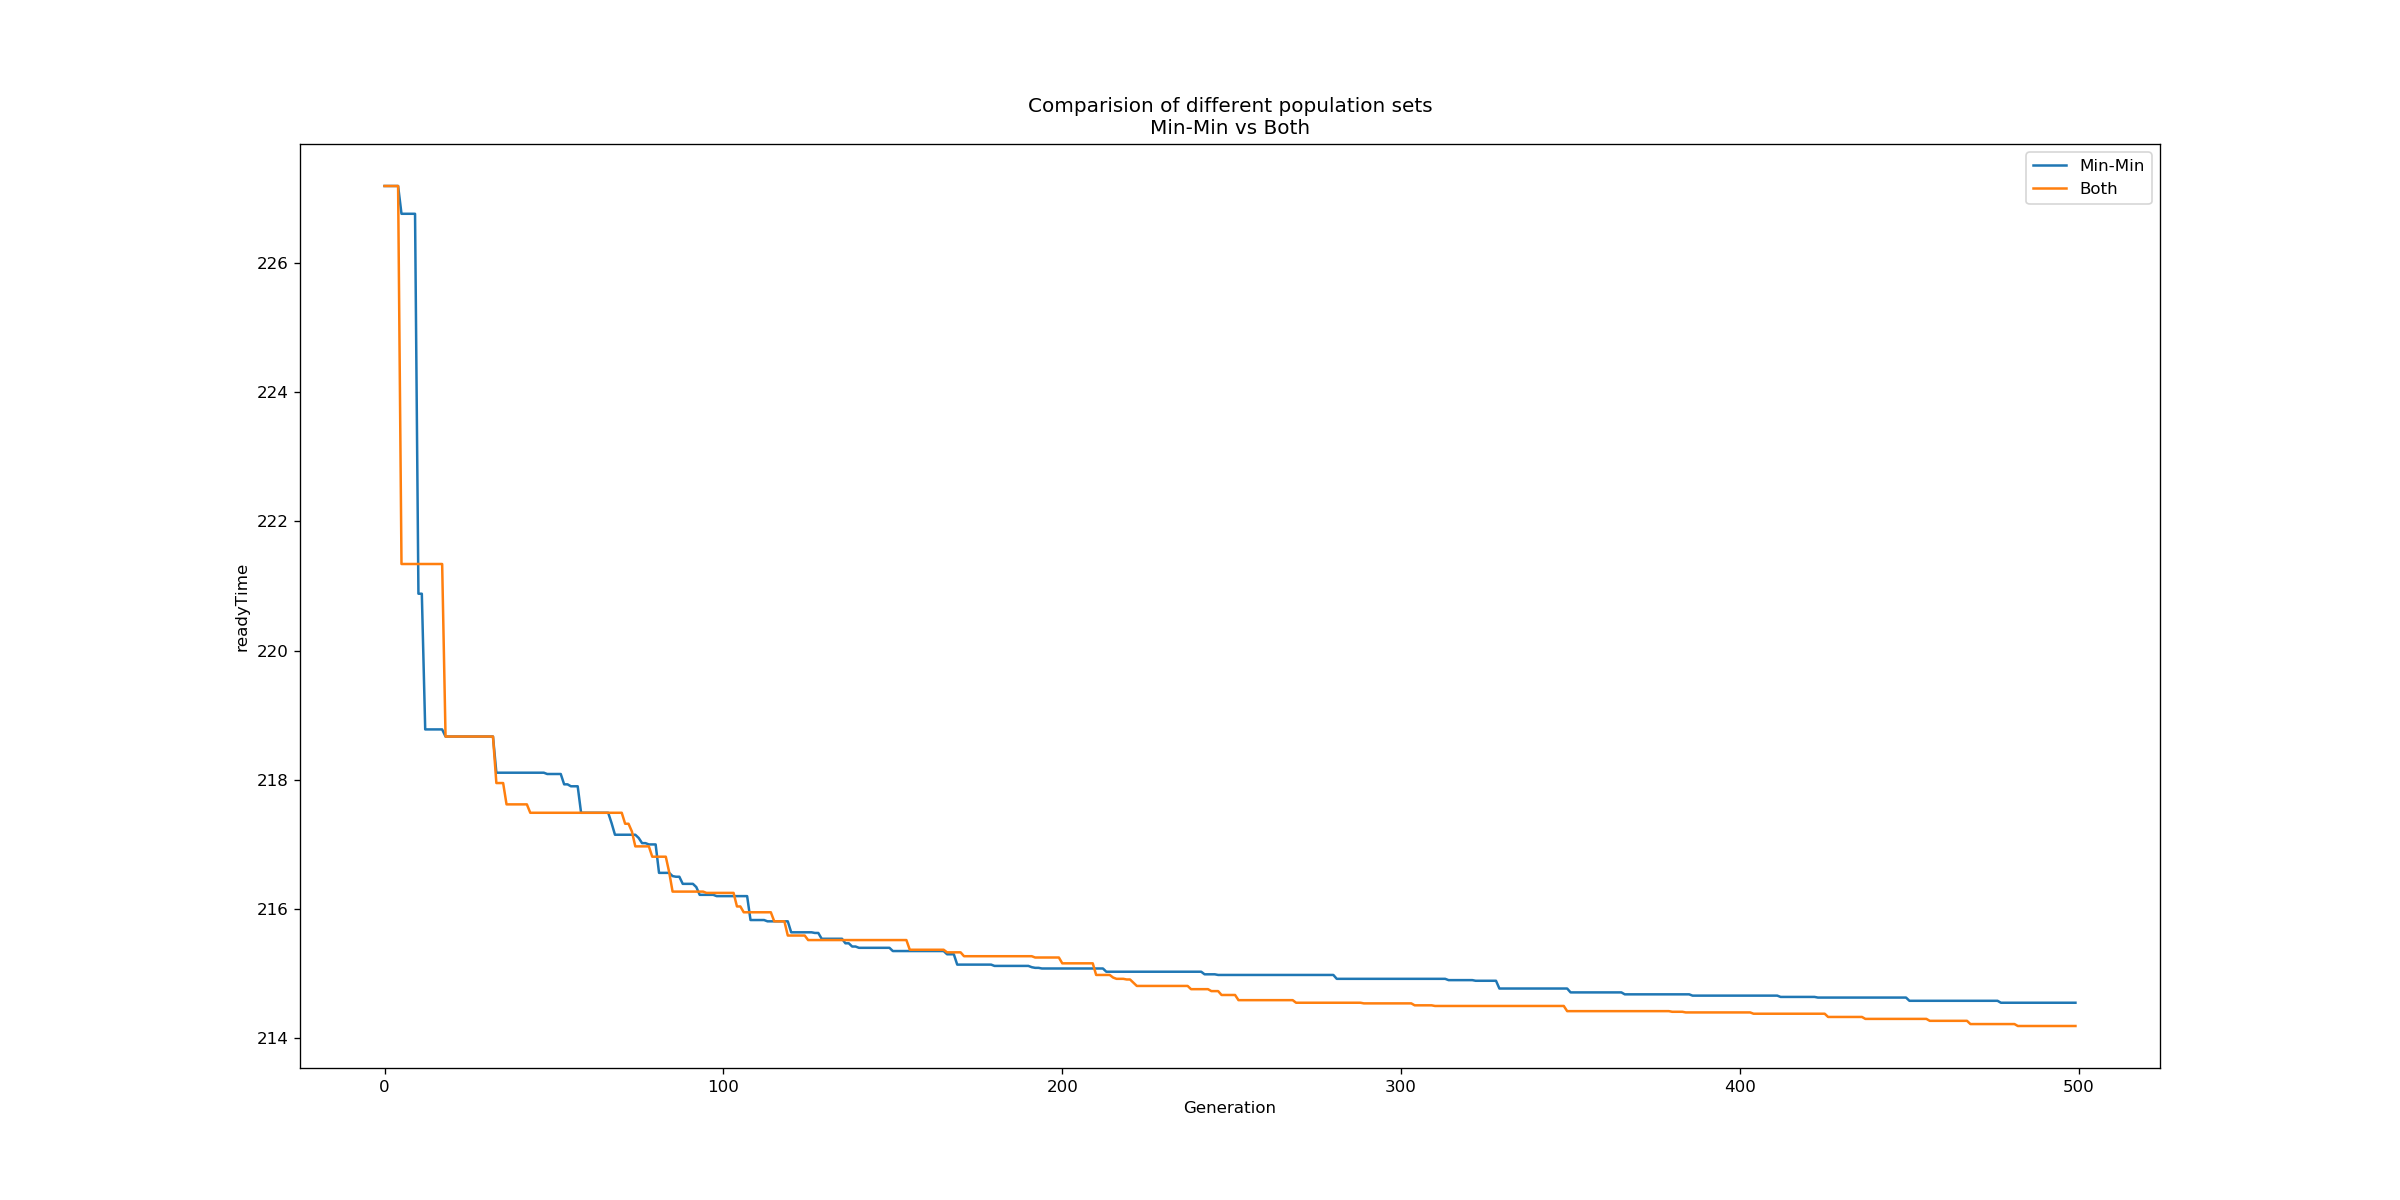 Comparision of different population sets
Min-Min vs Both
Min-Min
Both
226
224
222
220
218
216
214
readyTime
0 100 200 300 400 500
Generation